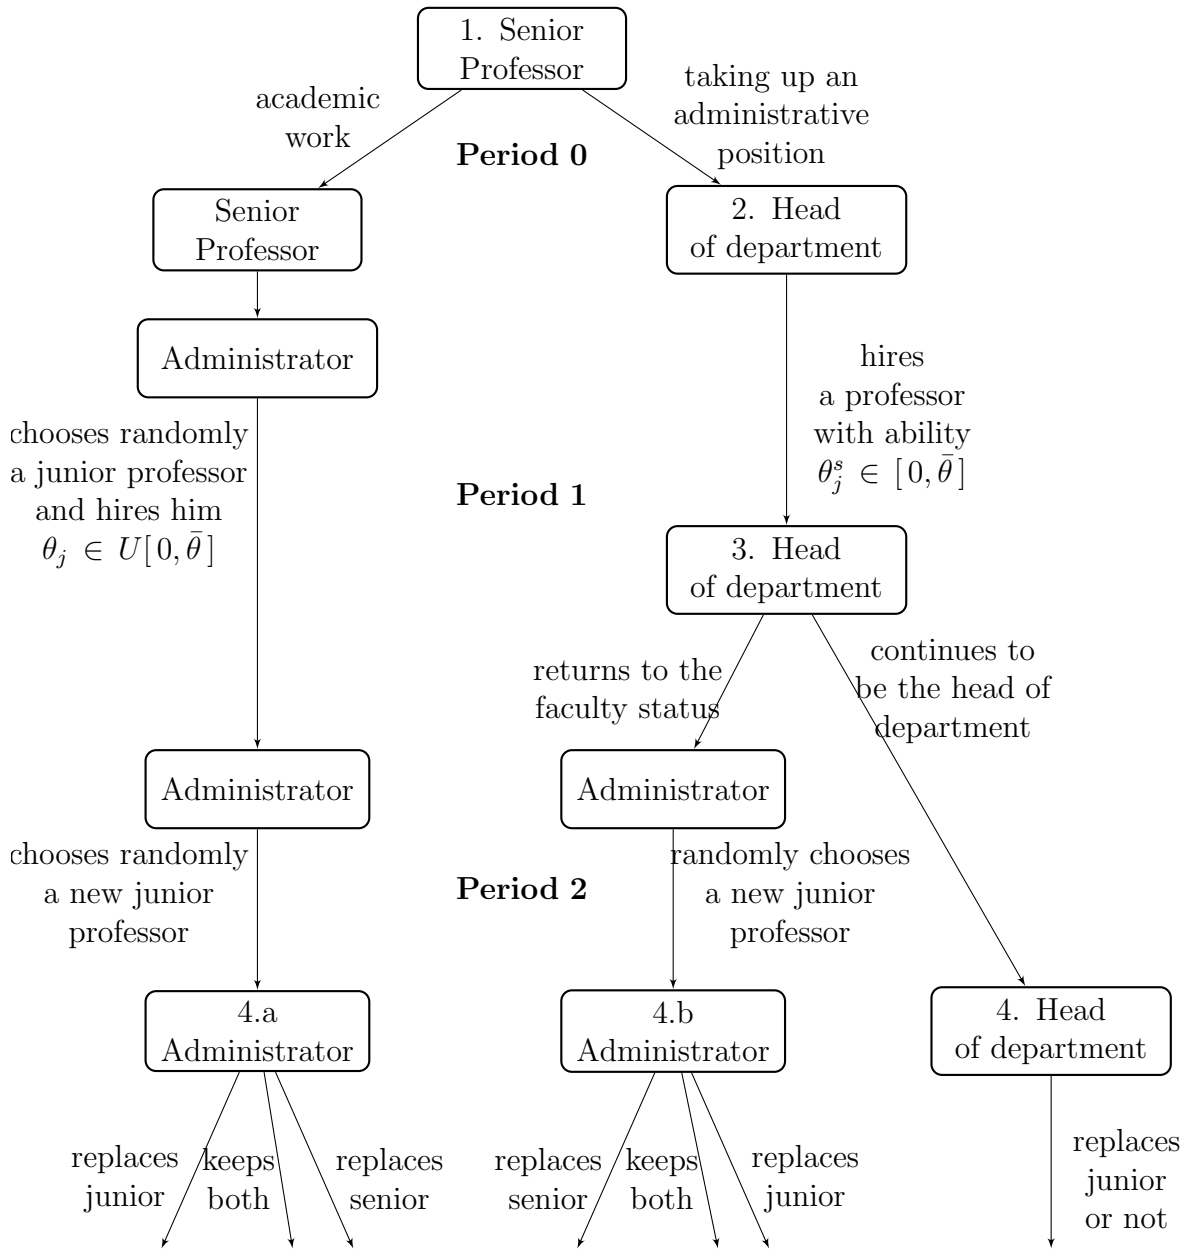 1. Senior
Professor
academic
work
taking up an
administrative
position
Period 0
Senior
Professor
2. Head
of department
Administrator
hires
a professor
with ability
θ_j^s ∈ [0, θ̄]
chooses randomly
a junior professor
and hires him
θ_j ∈ U[0, θ̄]
Period 1
3. Head
of department
returns to the
faculty status
continues to
be the head of
department
Administrator
Administrator
chooses randomly
a new junior
professor
Period 2
randomly chooses
a new junior
professor
4.a
Administrator
4.b
Administrator
4. Head
of department
replaces
junior
keeps
both
replaces
senior
replaces
senior
keeps
both
replaces
junior
replaces
junior
or not